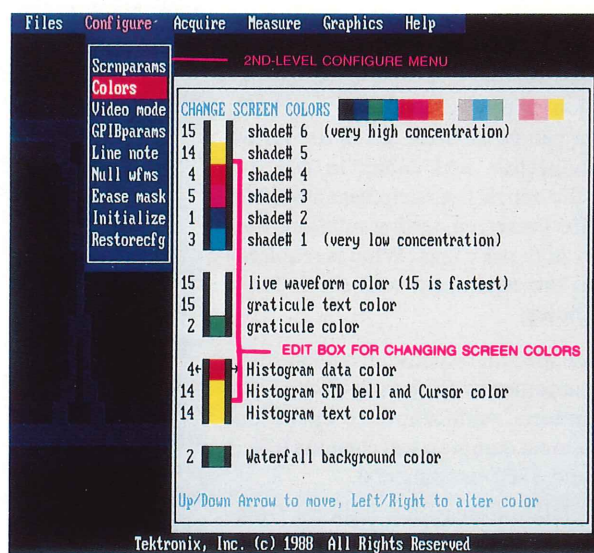 Files Configure Acquire Measure Graphics Help
2ND-LEVEL CONFIGURE MENU
Scrnparams
Colors
Video mode
GPIBparams
Line note
Null wfms
Erase mask
Initialize
Restorecfg
CHANGE SCREEN COLORS
15 shade# 6 (very high concentration)
14 shade# 5
4 shade# 4
5 shade# 3
1 shade# 2
3 shade# 1 (very low concentration)
15 live waveform color (15 is fastest)
15 graticule text color
2 graticule color
EDIT BOX FOR CHANGING SCREEN COLORS
4 Histogram data color
14 Histogram STD bell and Cursor color
14 Histogram text color
2 Waterfall background color
Up/Down Arrow to move, Left/Right to alter color
Tektronix, Inc. (c) 1988 All Rights Reserved